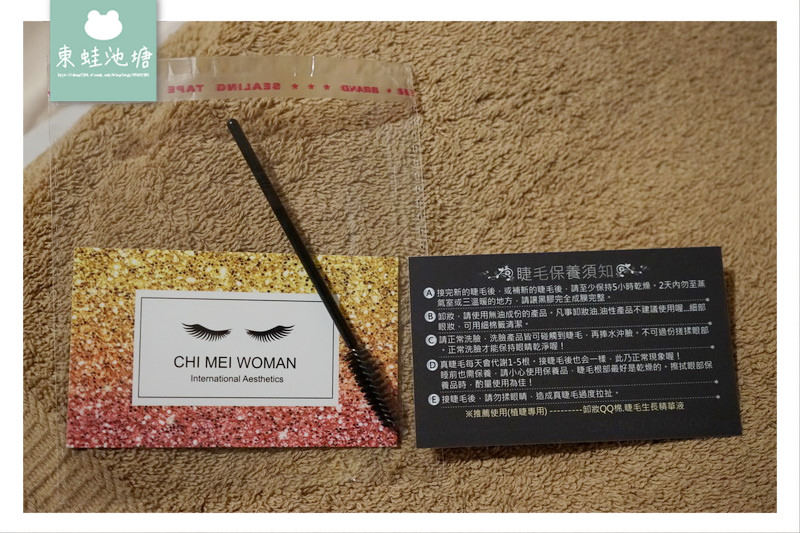 東蛙池塘
SEALING TAPE
BRAND
CHI MEI WOMAN
International Aesthetics
睫毛保養須知
A 接完新的睫毛後，或補新的睫毛後，請至少保持5小時乾燥。2天內勿至蒸
氣室或三溫暖的地方，請讓黑膠完全成膜完整。
B 卸妝，請使用無油成份的產品。凡事卸妝油,油性產品不建議使用喔...細部
眼妝，可用細棉籤清潔。
C 請正常洗臉，洗臉產品皆可碰觸到睫毛，再捧水沖臉。不可過份搓揉眼部
。正常洗臉才能保持眼睛乾淨喔！
D 真睫毛每天會代謝1-5根。接睫毛後也會一樣，此乃正常現象喔！
睡前也需保養，請小心使用保養品，睫毛根部最好是乾燥的。擦拭眼部保
養品時，酌量使用為佳！
E 接睫毛後，請勿揉眼睛，造成真睫毛過度拉扯。
※推薦使用(植睫專用) ---------卸妝QQ棉,睫毛生長精華液